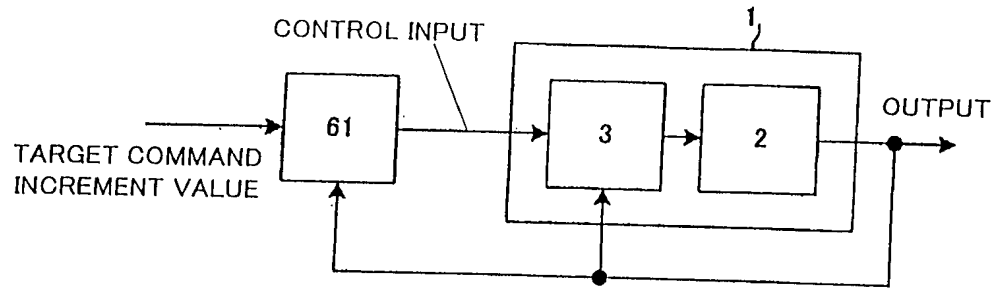 1
CONTROL INPUT
61
3
2
OUTPUT
TARGET COMMAND
INCREMENT VALUE